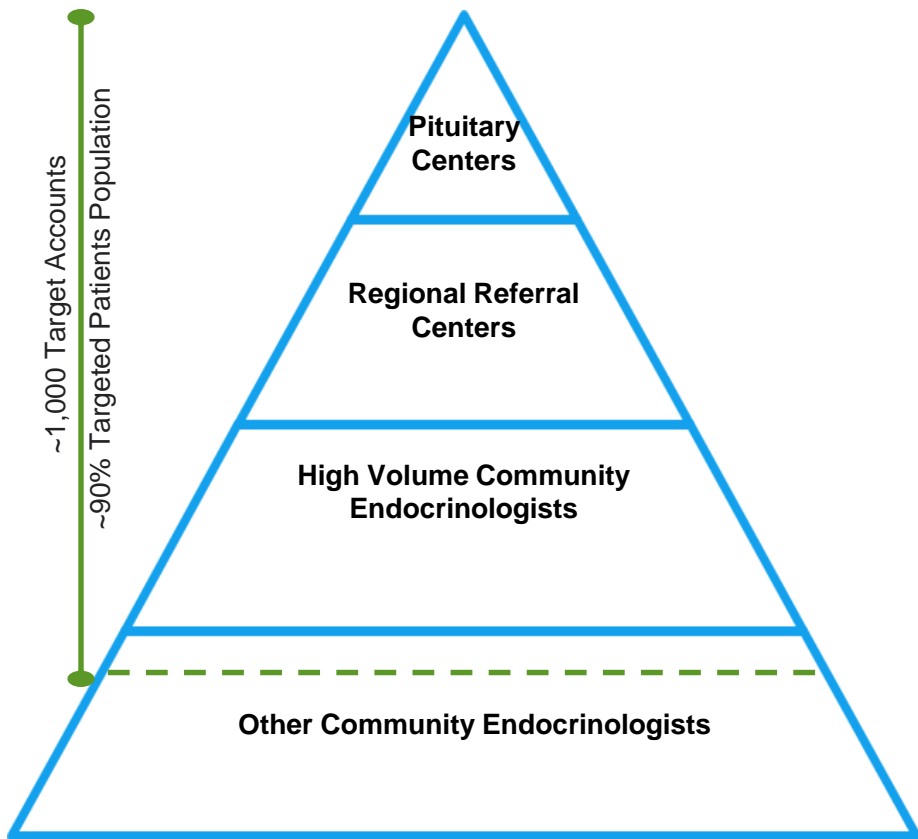 ~1,000 Target Accounts
~90% Targeted Patients Population
Pituitary
Centers
Regional Referral
Centers
High Volume Community
Endocrinologists
Other Community Endocrinologists